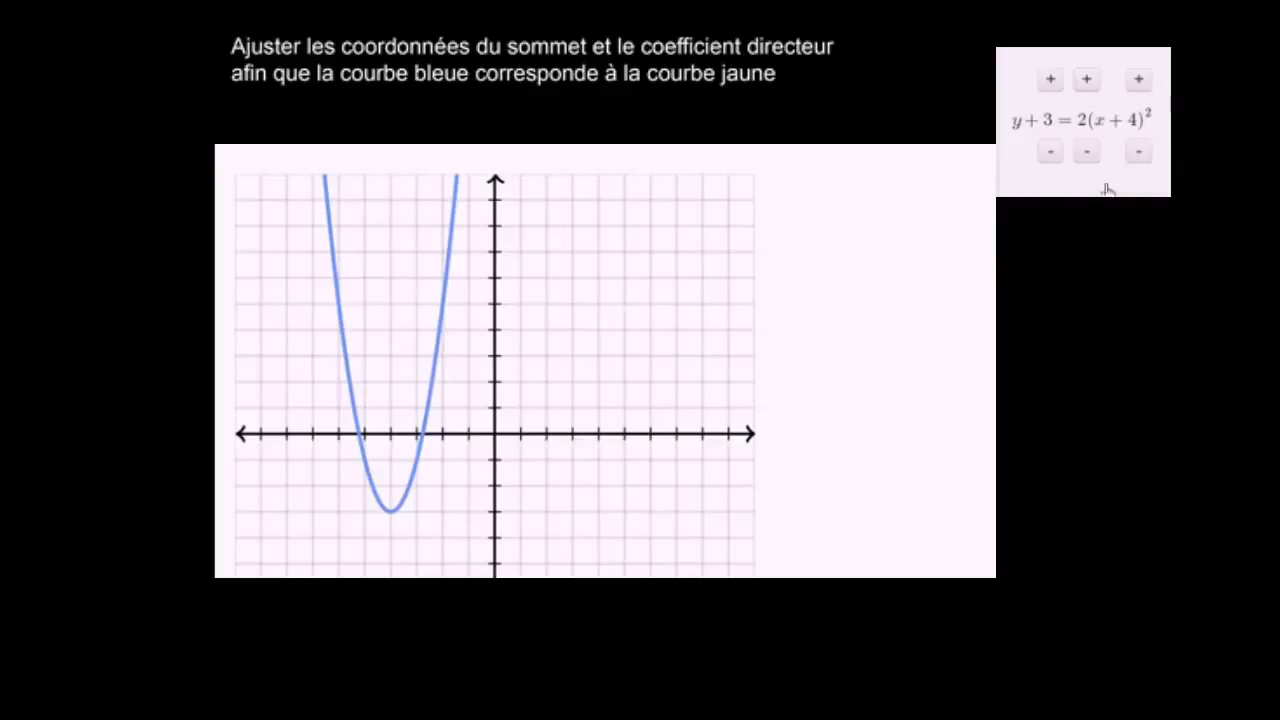 Ajuster les coordonnées du sommet et le coefficient directeur
afin que la courbe bleue corresponde à la courbe jaune
+ + +
y + 3 = 2(x + 4)²
- - -